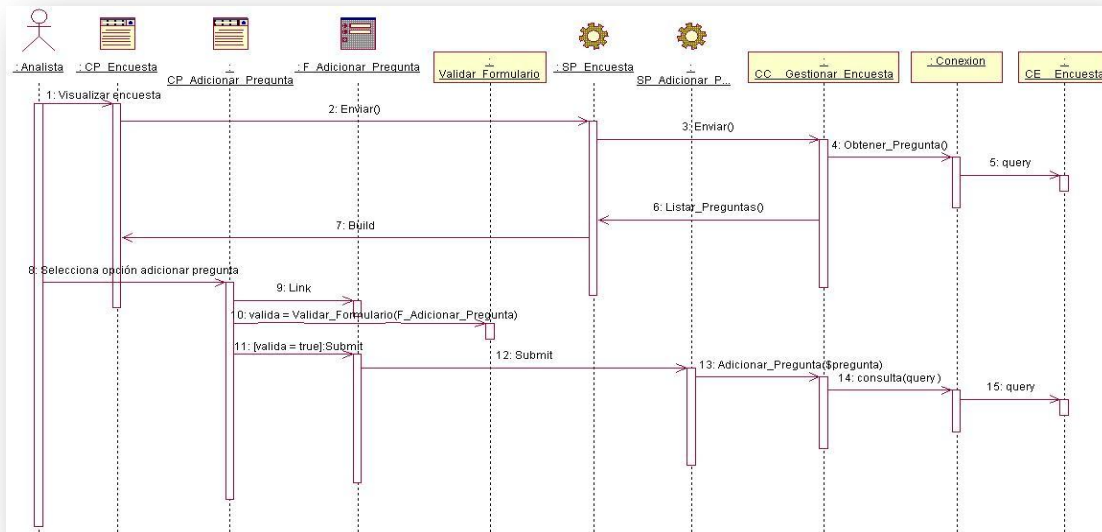 : Analista
: CP_Encuesta
:
CP_Adicionar_Pregunta
: F_Adicionar_Pregunta
:
Validar_Formulario
: SP_Encuesta
:
SP_Adicionar_P...
:
CC__Gestionar_Encuesta
: Conexion
:
CE__Encuesta
1: Visualizar encuesta
2: Enviar()
3: Enviar()
4: Obtener_Pregunta()
5: query
6: Listar_Preguntas()
7: Build
8: Selecciona opción adicionar pregunta
9: Link
10: valida = Validar_Formulario(F_Adicionar_Pregunta)
11: [valida = true]:Submit
12: Submit
13: Adicionar_Pregunta($pregunta)
14: consulta(query)
15: query